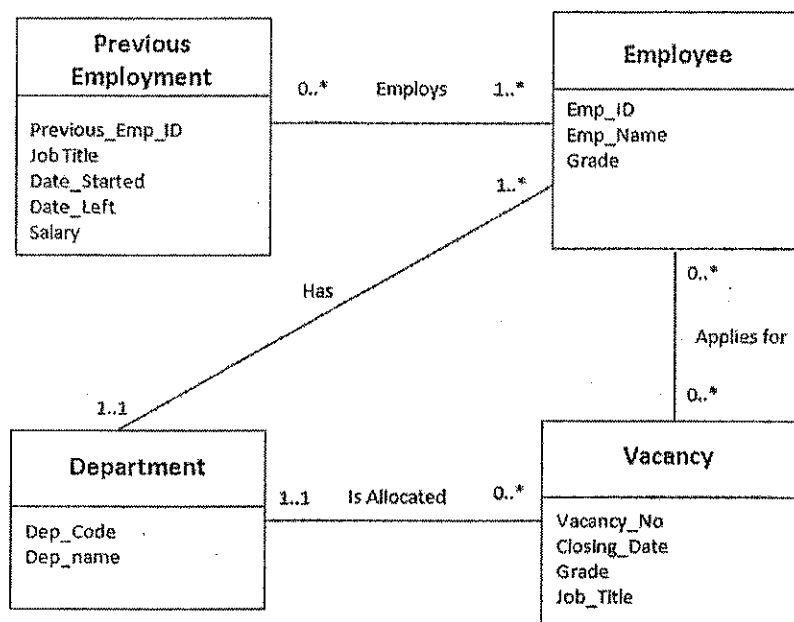 Previous
Employment
Previous_Emp_ID
Job Title
Date_Started
Date_Left
Salary
0..* Employs 1..*
Employee
Emp_ID
Emp_Name
Grade
1..*
Has
1..1
0..*
Applies for
0..*
Department
Dep_Code
Dep_name
1..1 Is Allocated 0..*
Vacancy
Vacancy_No
Closing_Date
Grade
Job_Title